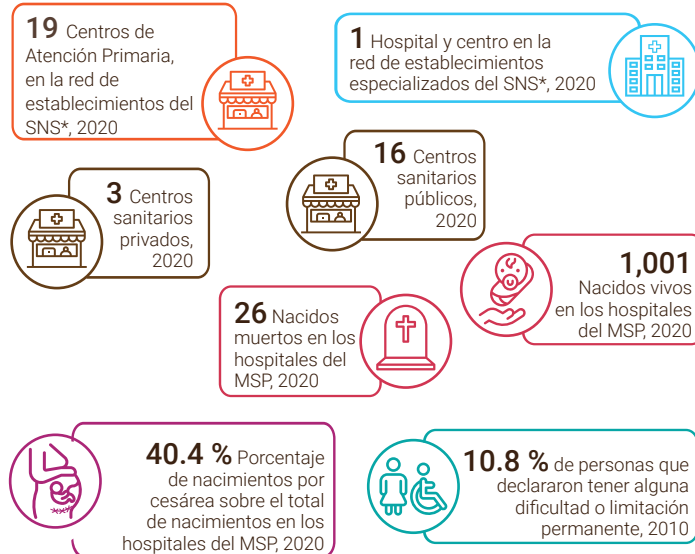 19 Centros de
Atención Primaria,
en la red de
establecimientos del
SNS*, 2020
1 Hospital y centro en la
red de establecimientos
especializados del SNS*, 2020
3 Centros
sanitarios
privados,
2020
16 Centros
sanitarios
públicos,
2020
1,001
Nacidos vivos
en los hospitales
del MSP, 2020
26 Nacidos
muertos en los
hospitales del
MSP, 2020
40.4 % Porcentaje
de nacimientos por
cesárea sobre el total
de nacimientos en los
hospitales del MSP, 2020
10.8 % de personas que
declararon tener alguna
dificultad o limitación
permanente, 2010